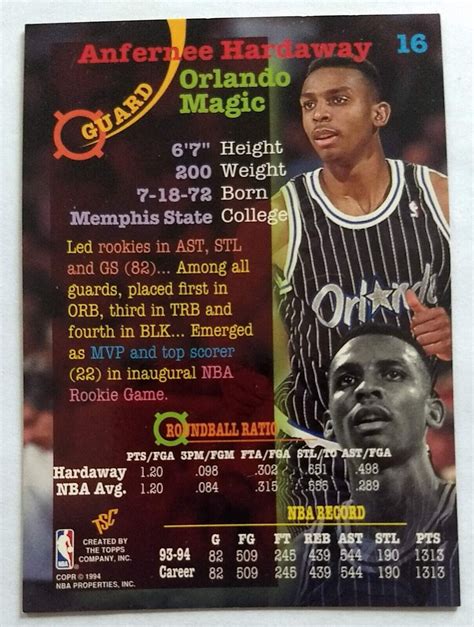 Anfernee Hardaway 16
GUARD
Orlando
Magic
6'7" Height
200 Weight
7-18-72 Born
Memphis State College
Led rookies in AST, STL
and GS (82)... Among all
guards, placed first in
ORB, third in TRB and
fourth in BLK... Emerged
as MVP and top scorer
(22) in inaugural NBA
Rookie Game.
Orlando
ROUNDBALL RATIO
PTS/FGA 3PM/FGM FTA/FGA STL/TO AST/FGA
Hardaway 1.20 .098 .302 .651 .498
NBA Avg. 1.20 .084 .315 .556 .289
NBA RECORD
G FG FT REB AST STL PTS
93-94 82 509 245 439 544 190 1313
Career 82 509 245 439 544 190 1313
TSC
CREATED BY
THE TOPPS
COMPANY, INC.
NBA
COPR © 1994
NBA PROPERTIES, INC.